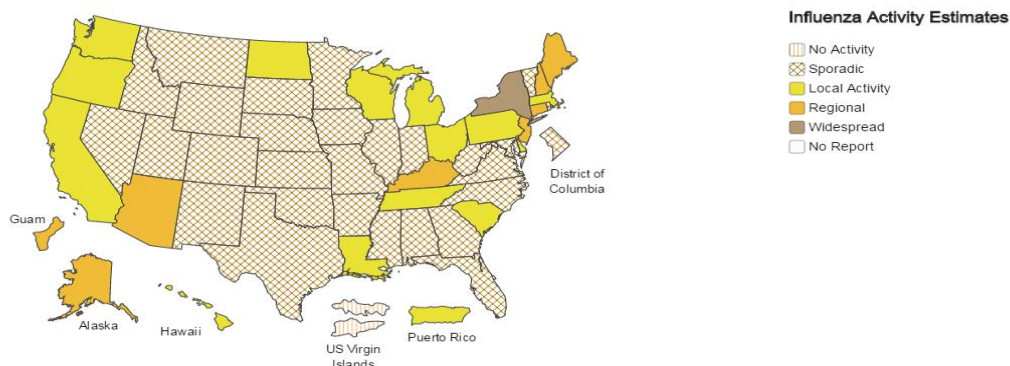 Influenza Activity Estimates
No Activity
Sporadic
Local Activity
Regional
Widespread
No Report
District of
Columbia
Guam
Alaska
Hawaii
US Virgin
Islands
Puerto Rico